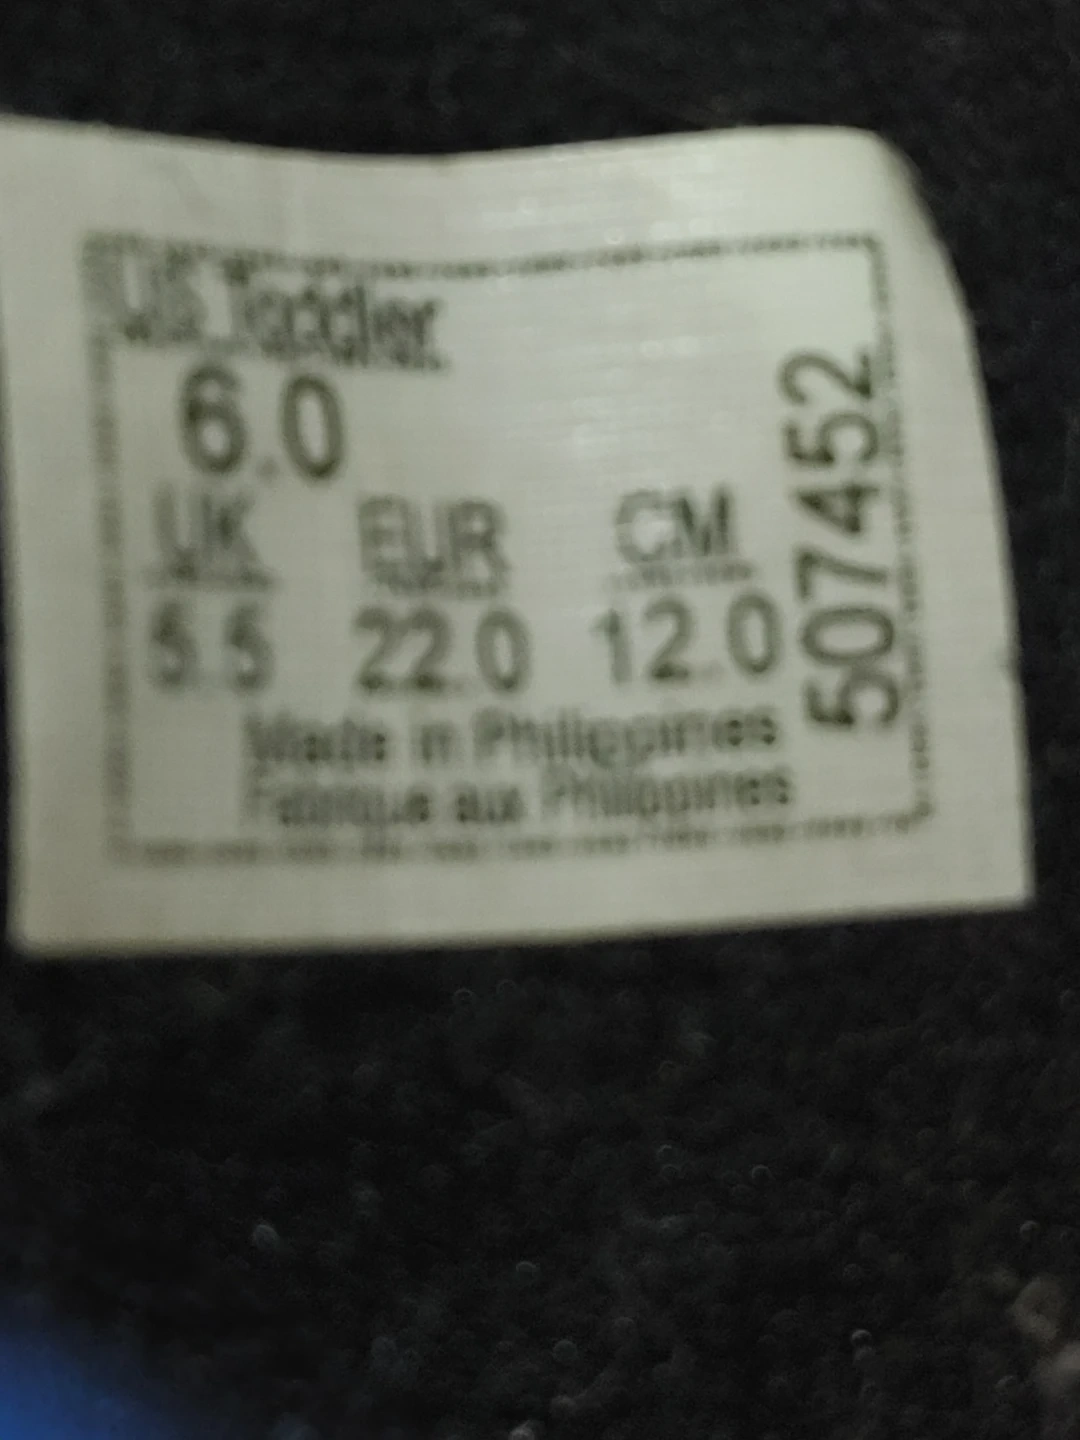 US Toddler
6.0
UK EUR CM
5.5 22.0 12.0
Made in Philippines
Fabrique aux Philippines
507452